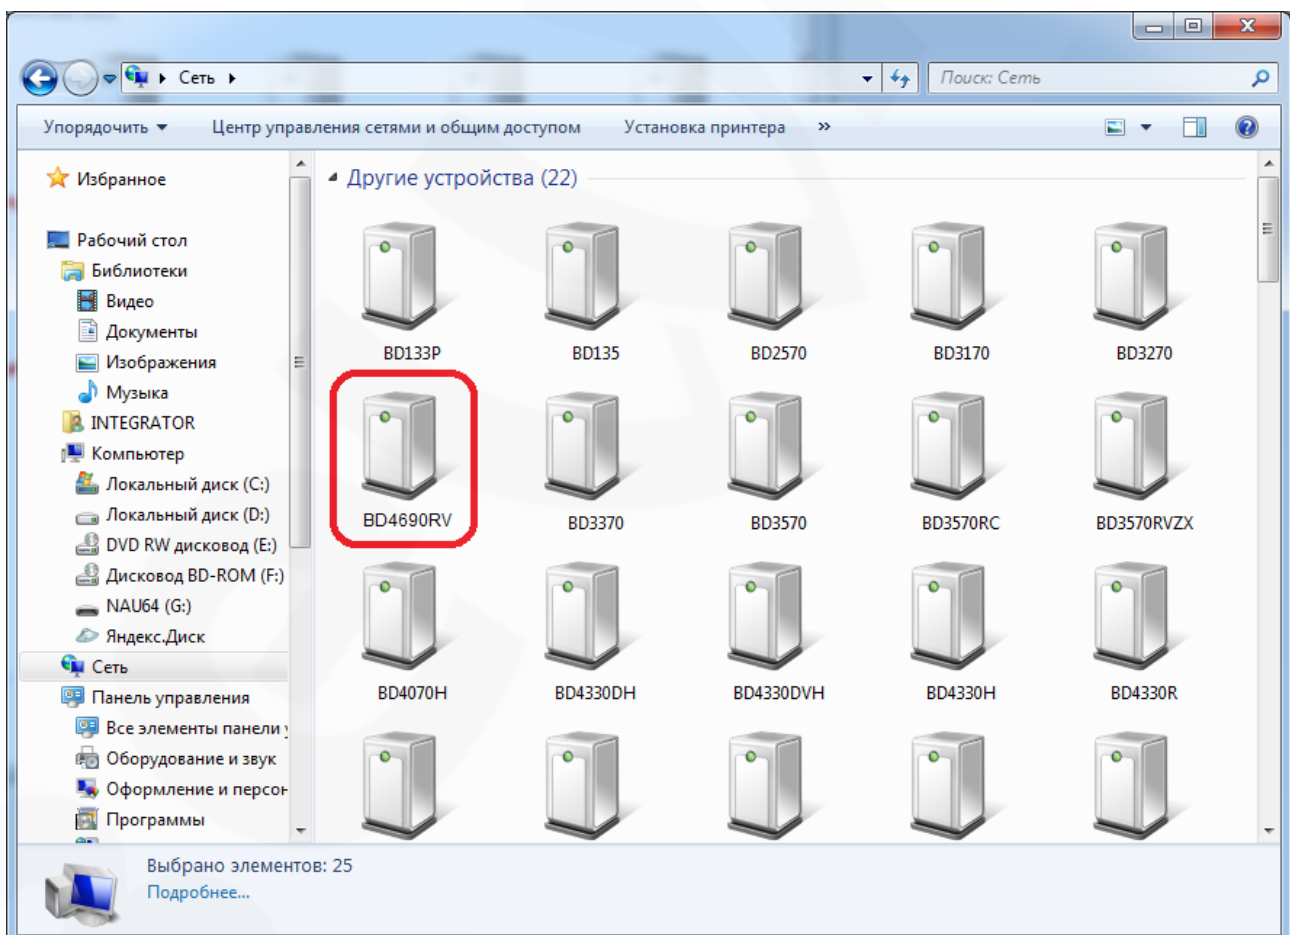 Сеть
Поиск: Сеть
Упорядочить Центр управления сетями и общим доступом Установка принтера »
Избранное
Рабочий стол
Библиотеки
Видео
Документы
Изображения
Музыка
INTEGRATOR
Компьютер
Локальный диск (C:)
Локальный диск (D:)
DVD RW дисковод (E:)
Дисковод BD-ROM (F:)
NAU64 (G:)
Яндекс.Диск
Сеть
Панель управления
Все элементы панели у
Оборудование и звук
Оформление и персон
Программы
Другие устройства (22)
BD133P BD135 BD2570 BD3170 BD3270
BD4690RV BD3370 BD3570 BD3570RC BD3570RVZX
BD4070H BD4330DH BD4330DVH BD4330H BD4330R
Выбрано элементов: 25
Подробнее...